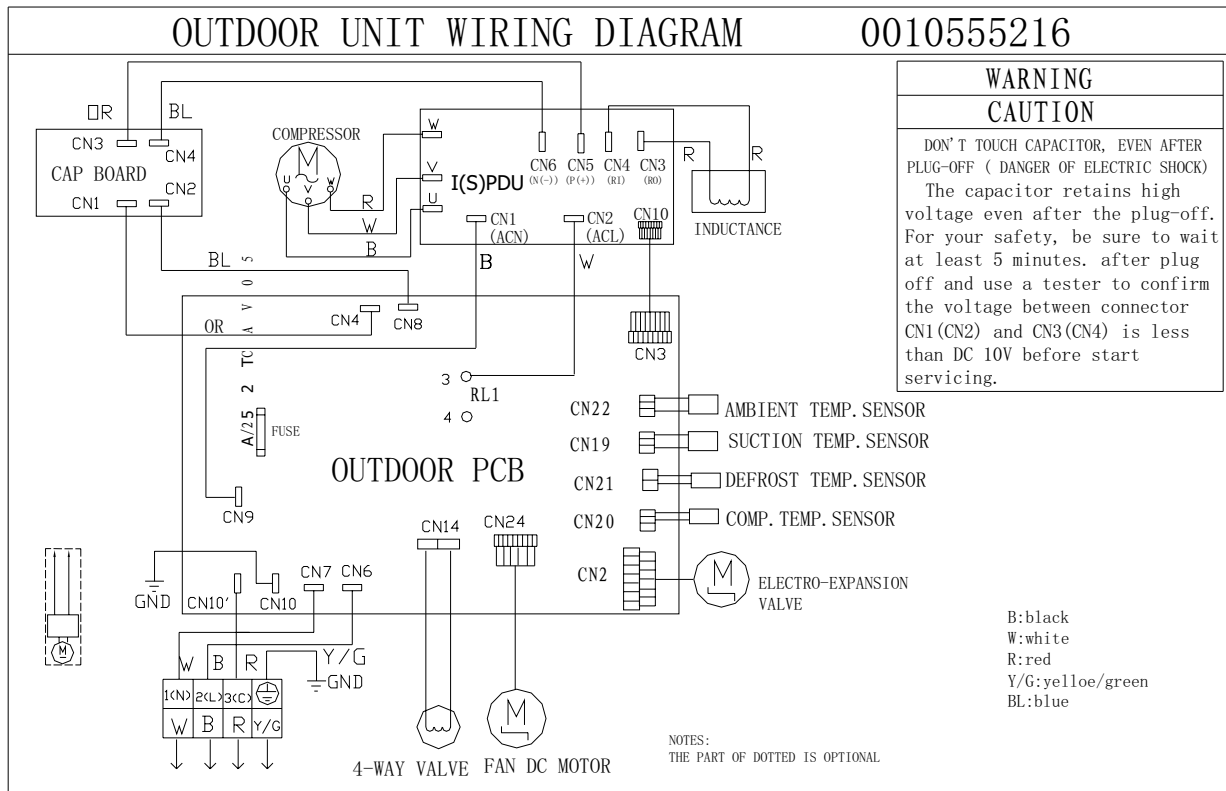 OUTDOOR UNIT WIRING DIAGRAM 0010555216
WARNING
CAUTION
DON'T TOUCH CAPACITOR, EVEN AFTER
PLUG-OFF ( DANGER OF ELECTRIC SHOCK)
The capacitor retains high
voltage even after the plug-off.
For your safety, be sure to wait
at least 5 minutes. after plug
off and use a tester to confirm
the voltage between connector
CN1(CN2) and CN3(CN4) is less
than DC 10V before start
servicing.
OR BL
CN3 CN4
CAP BOARD
CN2
CN1
COMPRESSOR
M
U V W
R
W
B
W
V
U
I(S)PDU
CN6 CN5 CN4 CN3
(N(-)) (P(+)) (RI) (RO)
CN1
(ACN)
CN2
(ACL)
CN10
R R
INDUCTANCE
B W
BL
OR
CN4 CN8
CN3
3
RL1
4
A/25 2 TC A V 0 5
FUSE
OUTDOOR PCB
CN9
CN22 AMBIENT TEMP.SENSOR
CN19 SUCTION TEMP.SENSOR
CN21 DEFROST TEMP.SENSOR
CN20 COMP.TEMP.SENSOR
CN2
M
ELECTRO-EXPANSION
VALVE
CN14 CN24
GND
CN10' CN10
CN7 CN6
M
W B R Y/G
GND
1(N) 2(L) 3(C)
W B R Y/G
M
4-WAY VALVE FAN DC MOTOR
B:black
W:white
R:red
Y/G:yelloe/green
BL:blue
NOTES:
THE PART OF DOTTED IS OPTIONAL